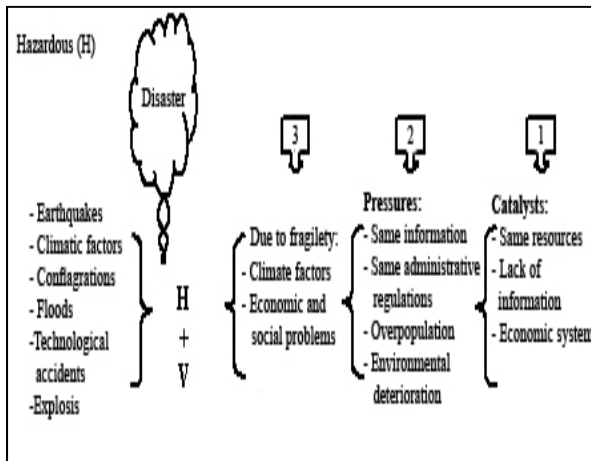 Hazardous (H)
Disaster
3
2
1
- Earthquakes
- Climatic factors
- Conflagrations
- Floods
-Technological
accidents
-Explosis
H
+
V
Due to fragilety:
- Climate factors
- Economic and
social problems
Pressures:
- Same information
- Same administrative
regulations
- Overpopulation
- Environmental
deterioration
Catalysts:
- Same resources
- Lack of
information
- Economic system